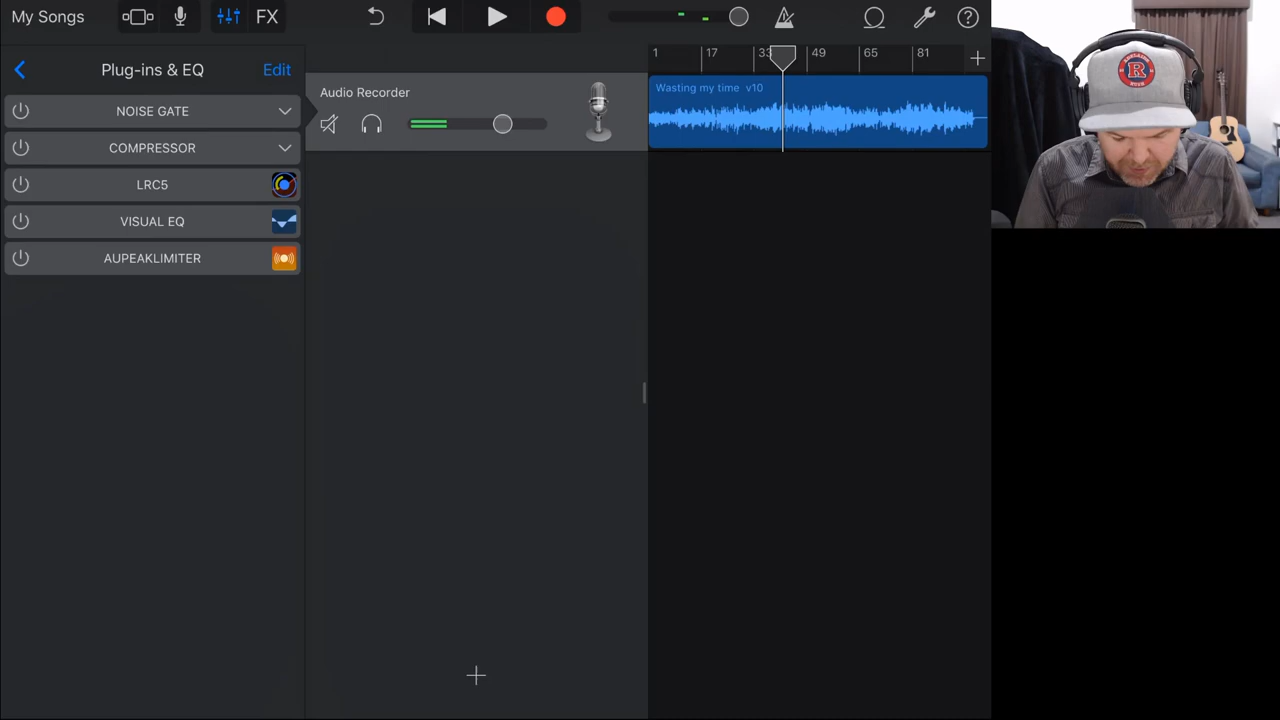 My Songs
FX
Plug-ins & EQ
Edit
NOISE GATE
COMPRESSOR
LRC5
VISUAL EQ
AUPEAKLIMITER
Audio Recorder
1 17 33 49 65 81
Wasting my time v10
R